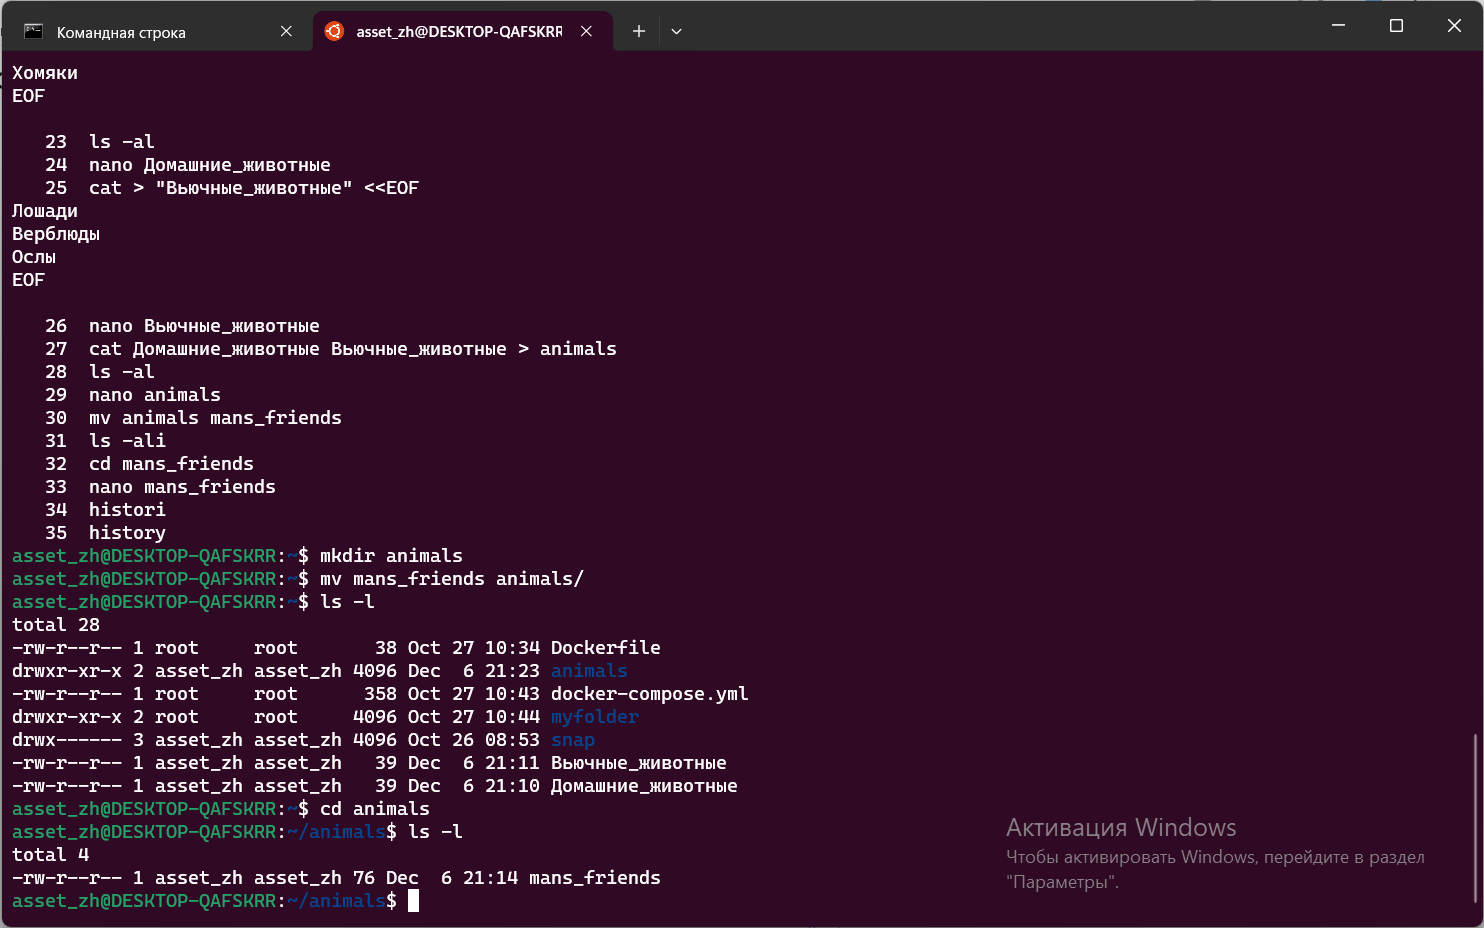 Командная строка
asset_zh@DESKTOP-QAFSKRR
Хомяки
EOF
23 ls -al
24 nano Домашние_животные
25 cat > "Вьючные_животные" <<EOF
Лошади
Верблюды
Ослы
EOF
26 nano Вьючные_животные
27 cat Домашние_животные Вьючные_животные > animals
28 ls -al
29 nano animals
30 mv animals mans_friends
31 ls -ali
32 cd mans_friends
33 nano mans_friends
34 histori
35 history
asset_zh@DESKTOP-QAFSKRR:~$ mkdir animals
asset_zh@DESKTOP-QAFSKRR:~$ mv mans_friends animals/
asset_zh@DESKTOP-QAFSKRR:~$ ls -l
total 28
-rw-r--r-- 1 root root 38 Oct 27 10:34 Dockerfile
drwxr-xr-x 2 asset_zh asset_zh 4096 Dec 6 21:23 animals
-rw-r--r-- 1 root root 358 Oct 27 10:43 docker-compose.yml
drwxr-xr-x 2 root root 4096 Oct 27 10:44 myfolder
drwx------ 3 asset_zh asset_zh 4096 Oct 26 08:53 snap
-rw-r--r-- 1 asset_zh asset_zh 39 Dec 6 21:11 Вьючные_животные
-rw-r--r-- 1 asset_zh asset_zh 39 Dec 6 21:10 Домашние_животные
asset_zh@DESKTOP-QAFSKRR:~$ cd animals
asset_zh@DESKTOP-QAFSKRR:~/animals$ ls -l
total 4
-rw-r--r-- 1 asset_zh asset_zh 76 Dec 6 21:14 mans_friends
asset_zh@DESKTOP-QAFSKRR:~/animals$
Активация Windows
Чтобы активировать Windows, перейдите в раздел
"Параметры".